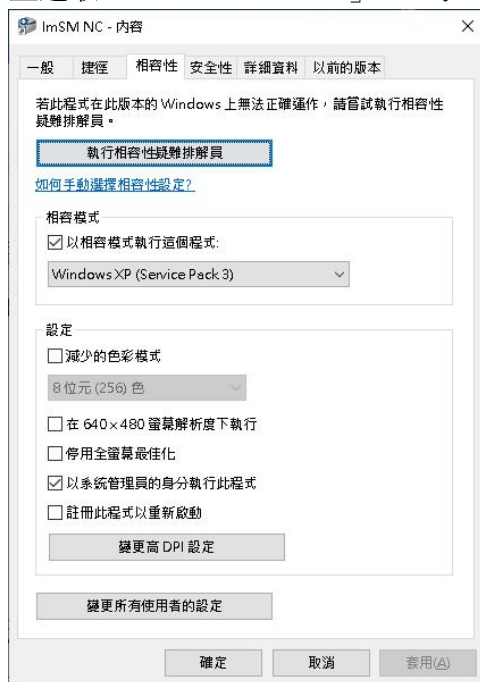 ImSM NC - 內容
一般 捷徑 相容性 安全性 詳細資料 以前的版本
若此程式在此版本的 Windows 上無法正確運作，請嘗試執行相容性
疑難排解員。
執行相容性疑難排解員
如何手動選擇相容性設定?
相容模式
以相容模式執行這個程式:
Windows XP (Service Pack 3)
設定
減少的色彩模式
8 位元 (256) 色
在 640 × 480 螢幕解析度下執行
停用全螢幕最佳化
以系統管理員的身分執行此程式
註冊此程式以重新啟動
變更高 DPI 設定
變更所有使用者的設定
確定 取消 套用(A)